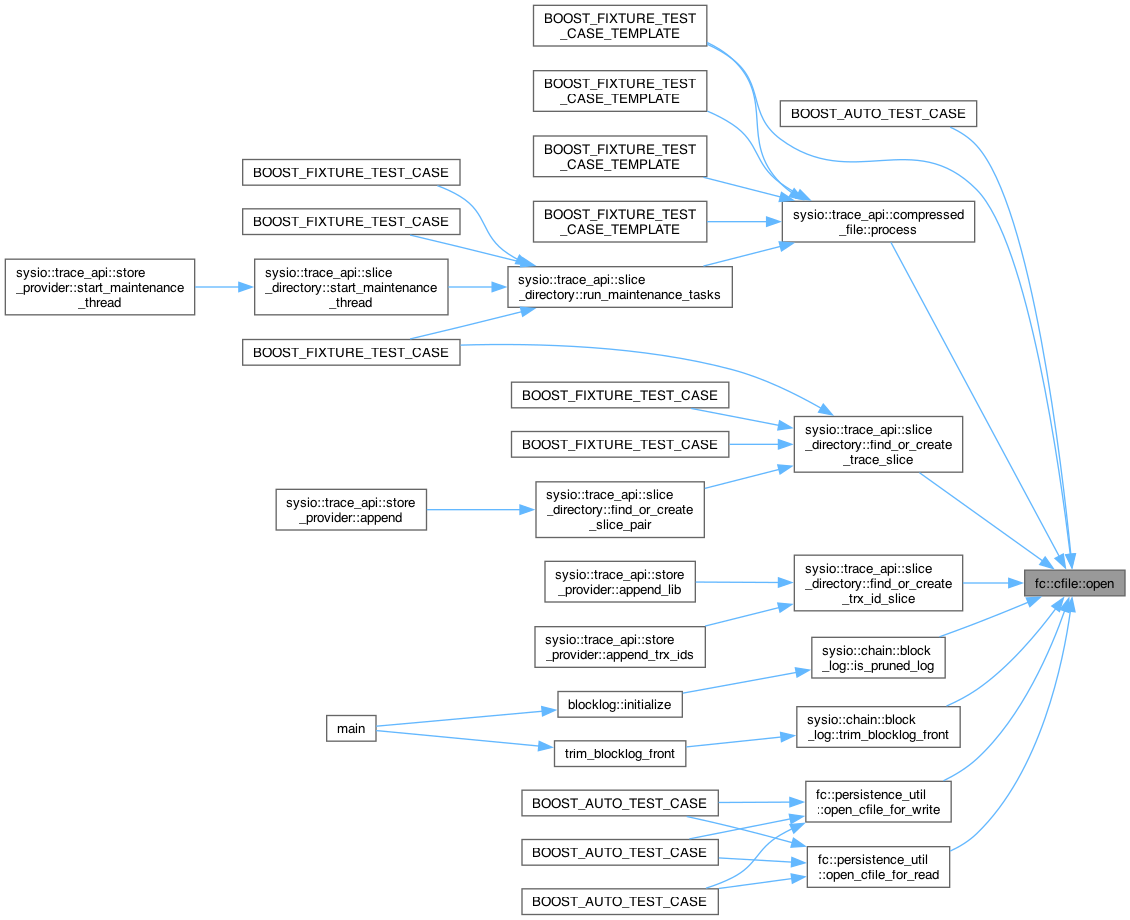 BOOST_FIXTURE_TEST
_CASE_TEMPLATE
BOOST_FIXTURE_TEST
_CASE_TEMPLATE
BOOST_AUTO_TEST_CASE
BOOST_FIXTURE_TEST
_CASE_TEMPLATE
BOOST_FIXTURE_TEST_CASE
BOOST_FIXTURE_TEST
_CASE_TEMPLATE
sysio::trace_api::compressed
_file::process
BOOST_FIXTURE_TEST_CASE
sysio::trace_api::store
_provider::start_maintenance
_thread
sysio::trace_api::slice
_directory::start_maintenance
_thread
sysio::trace_api::slice
_directory::run_maintenance_tasks
BOOST_FIXTURE_TEST_CASE
BOOST_FIXTURE_TEST_CASE
BOOST_FIXTURE_TEST_CASE
sysio::trace_api::slice
_directory::find_or_create
_trace_slice
sysio::trace_api::store
_provider::append
sysio::trace_api::slice
_directory::find_or_create
_slice_pair
sysio::trace_api::store
_provider::append_lib
sysio::trace_api::slice
_directory::find_or_create
_trx_id_slice
fc::cfile::open
sysio::trace_api::store
_provider::append_trx_ids
sysio::chain::block
_log::is_pruned_log
blocklog::initialize
main
sysio::chain::block
_log::trim_blocklog_front
trim_blocklog_front
BOOST_AUTO_TEST_CASE
fc::persistence_util
::open_cfile_for_write
BOOST_AUTO_TEST_CASE
fc::persistence_util
::open_cfile_for_read
BOOST_AUTO_TEST_CASE